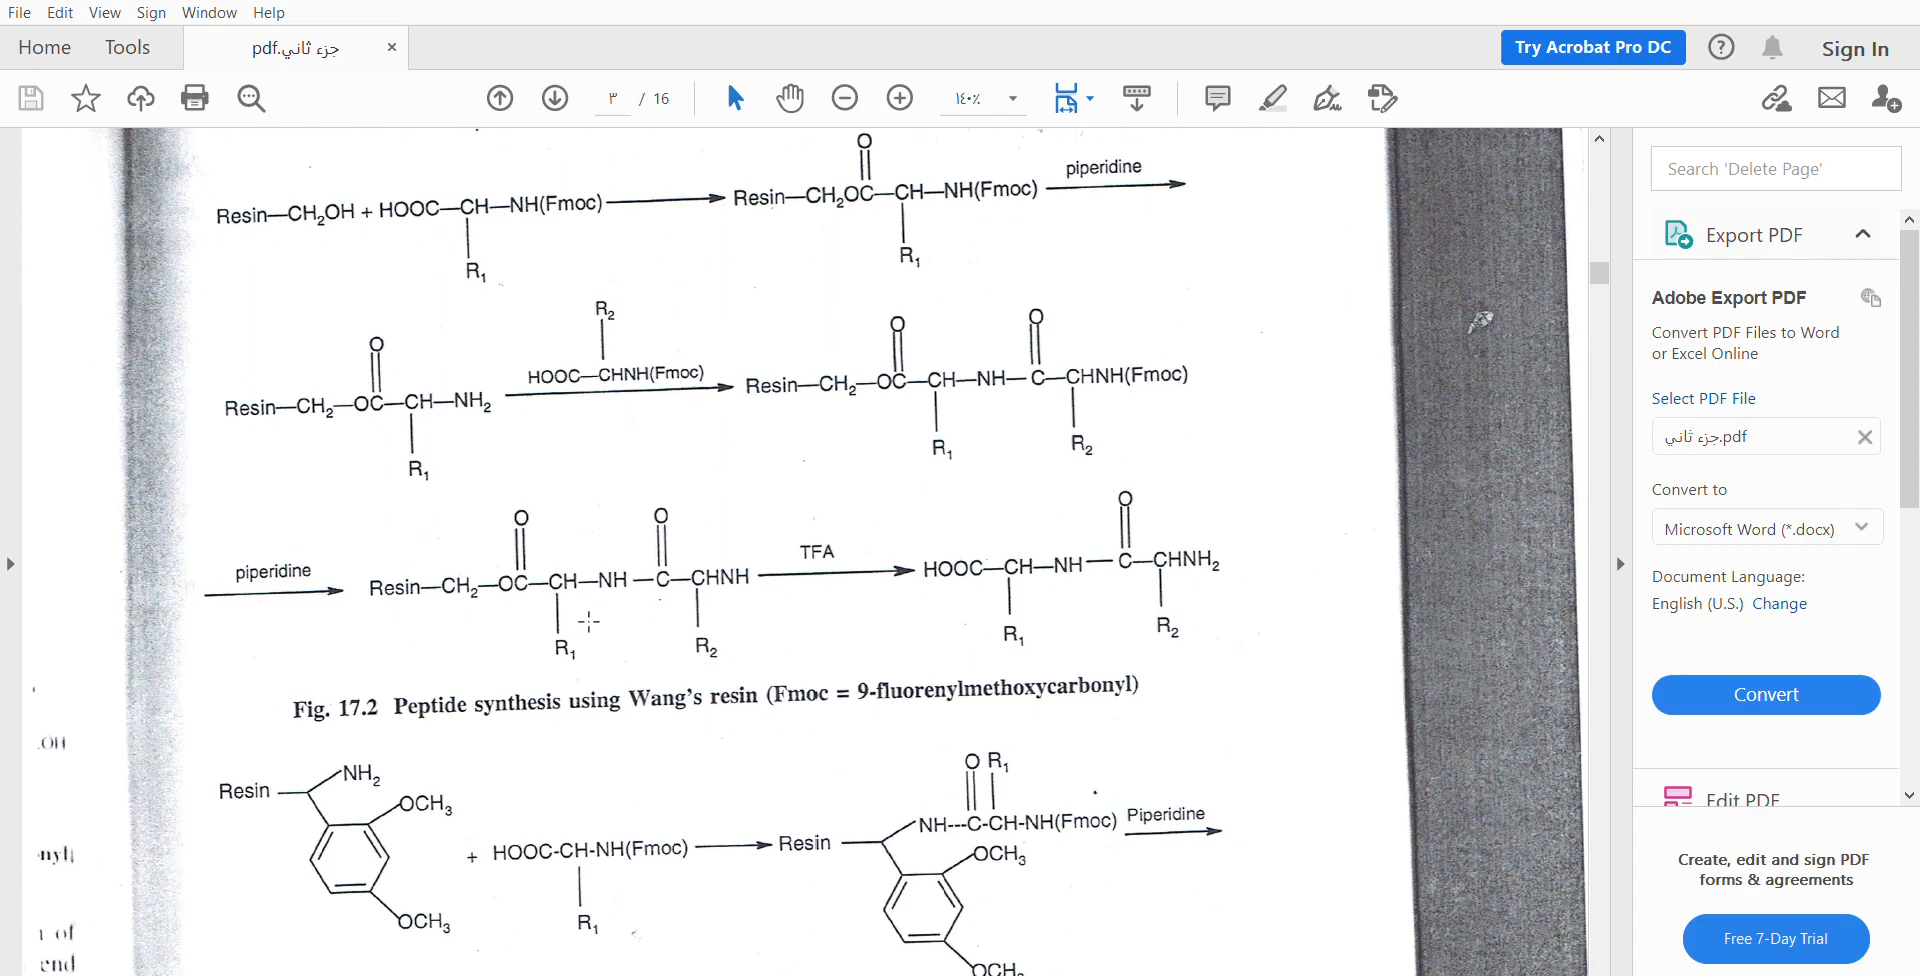 File Edit View Sign Window Help
Home Tools جزء ثاني.pdf × Try Acrobat Pro DC ? Sign In
٣ / 16 ١٤٠٪
Search 'Delete Page'
Export PDF
Adobe Export PDF
Convert PDF Files to Word
or Excel Online
Select PDF File
جزء ثاني.pdf
Convert to
Microsoft Word (*.docx)
Document Language:
English (U.S.) Change
Convert
Edit PDF
Create, edit and sign PDF
forms & agreements
Free 7-Day Trial
O
piperidine
Resin—CH₂OH + HOOC—CH—NH(Fmoc) Resin—CH₂OC—CH—NH(Fmoc)
R₁ R₁
R₂
O O O
HOOC—CHNH(Fmoc)
Resin—CH₂—OC—CH—NH₂ Resin—CH₂—OC—CH—NH—C—CHNH(Fmoc)
R₁ R₁ R₂
O O O
piperidine TFA
Resin—CH₂—OC—CH—NH—C—CHNH HOOC—CH—NH—C—CHNH₂
R₁ R₂ R₁ R₂
Fig. 17.2 Peptide synthesis using Wang's resin (Fmoc = 9-fluorenylmethoxycarbonyl)
O R₁
NH₂
Resin OCH₃
NH---C-CH-NH(Fmoc) Piperidine
+ HOOC-CH-NH(Fmoc) Resin
OCH₃
OCH₃ R₁
OCH₃
.OH
of
end